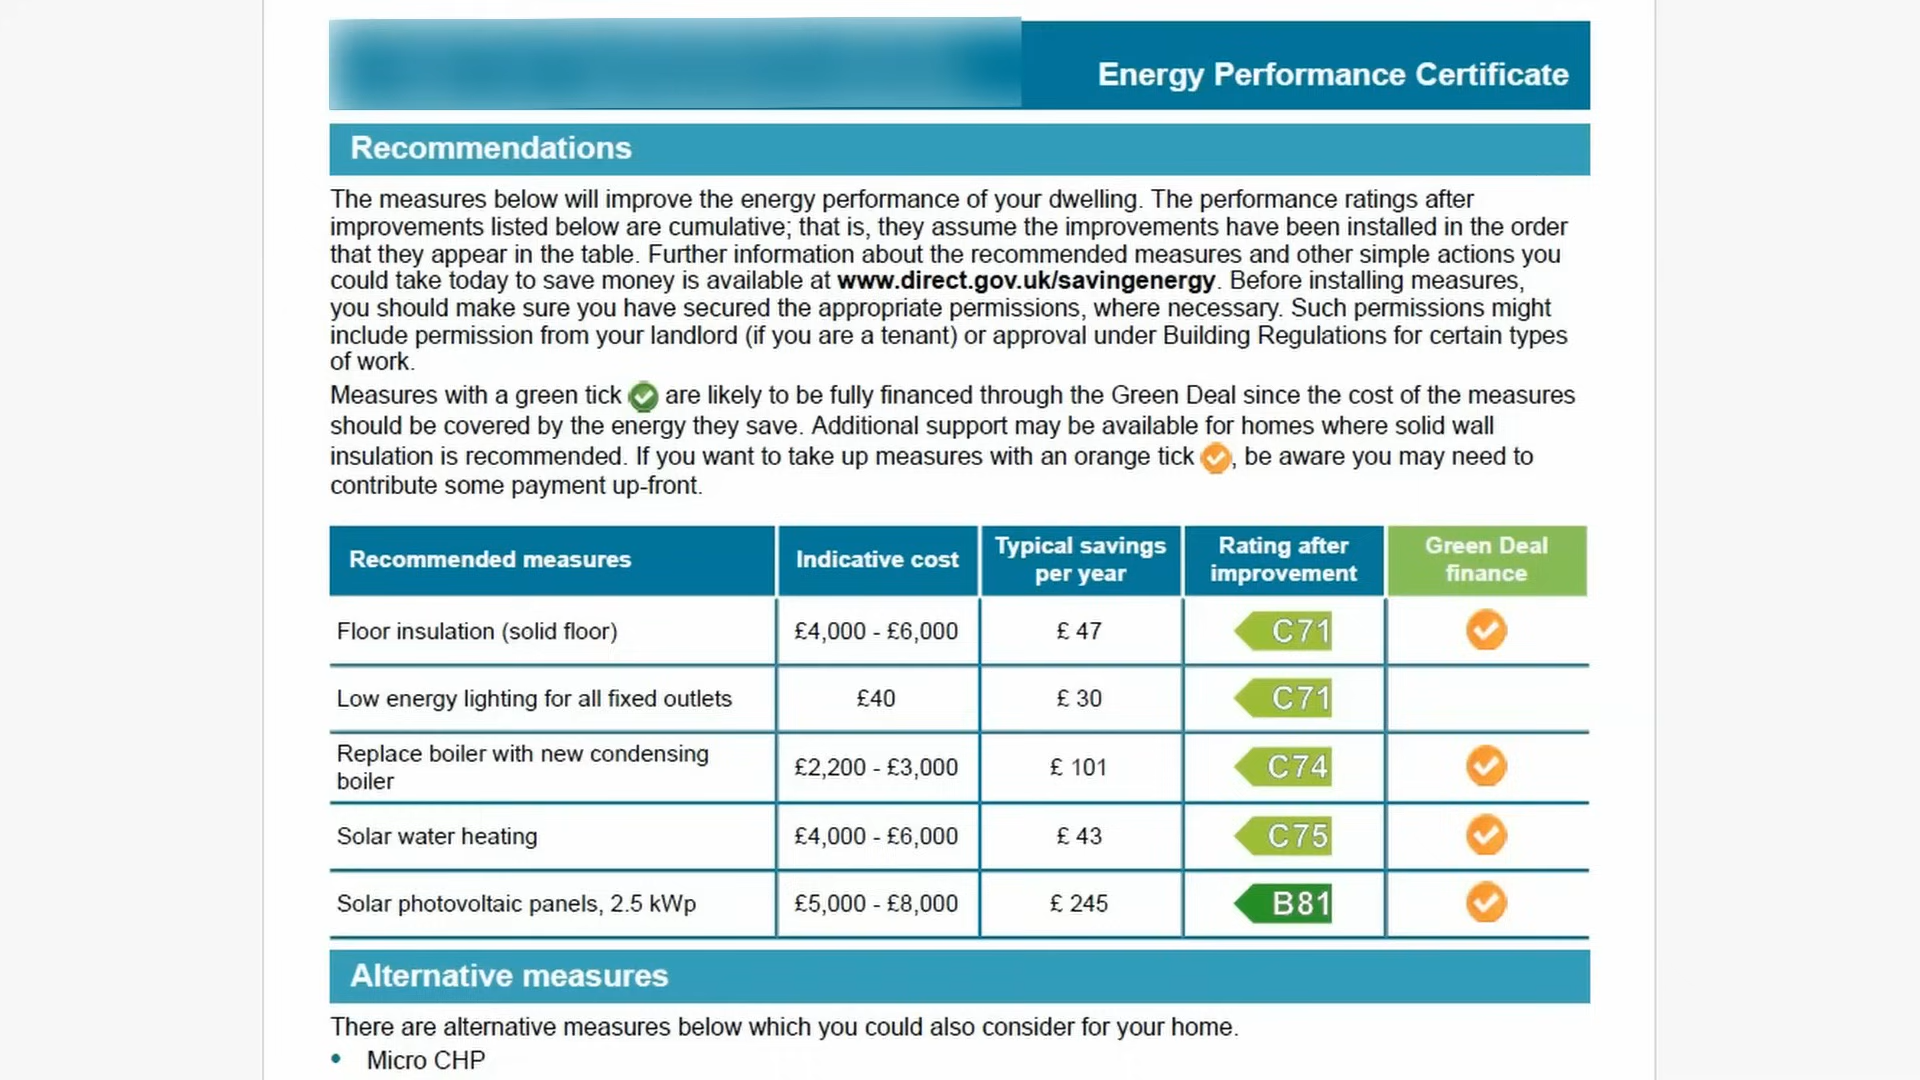 Energy Performance Certificate
Recommendations
The measures below will improve the energy performance of your dwelling. The performance ratings after
improvements listed below are cumulative; that is, they assume the improvements have been installed in the order
that they appear in the table. Further information about the recommended measures and other simple actions you
could take today to save money is available at www.direct.gov.uk/savingenergy. Before installing measures,
you should make sure you have secured the appropriate permissions, where necessary. Such permissions might
include permission from your landlord (if you are a tenant) or approval under Building Regulations for certain types
of work.
Measures with a green tick are likely to be fully financed through the Green Deal since the cost of the measures
should be covered by the energy they save. Additional support may be available for homes where solid wall
insulation is recommended. If you want to take up measures with an orange tick , be aware you may need to
contribute some payment up-front.
Recommended measures Indicative cost Typical savings per year Rating after improvement Green Deal finance
Floor insulation (solid floor) £4,000 - £6,000 £ 47 C71
Low energy lighting for all fixed outlets £40 £ 30 C71
Replace boiler with new condensing boiler £2,200 - £3,000 £ 101 C74
Solar water heating £4,000 - £6,000 £ 43 C75
Solar photovoltaic panels, 2.5 kWp £5,000 - £8,000 £ 245 B81
Alternative measures
There are alternative measures below which you could also consider for your home.
• Micro CHP